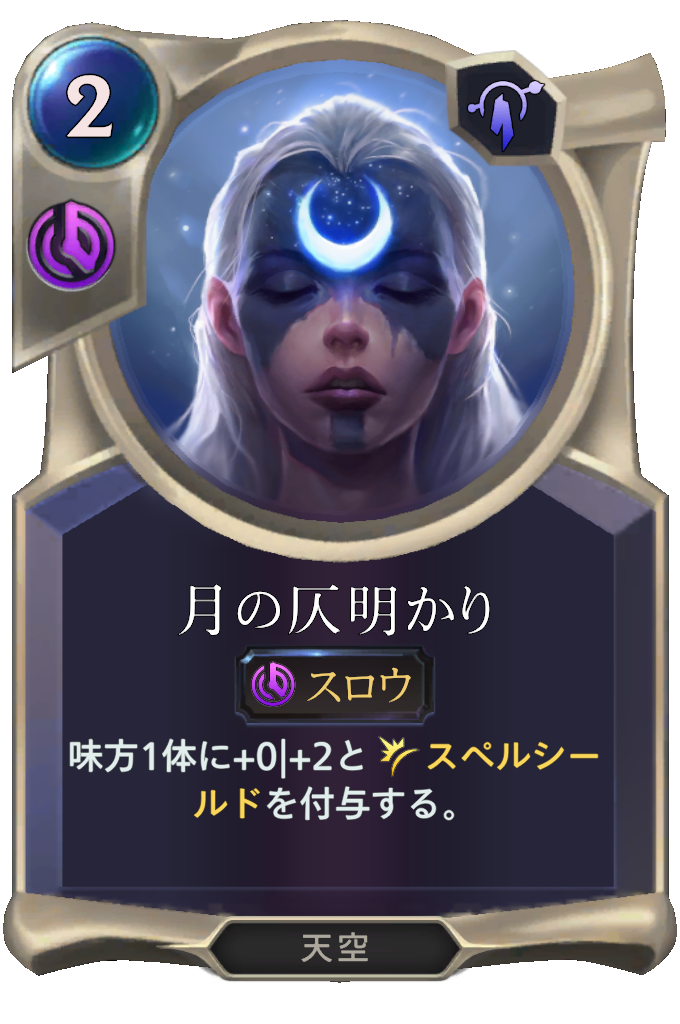 2
月の仄明かり
スロウ
味方1体に+0|+2と スペルシー
ルドを付与する。
天空